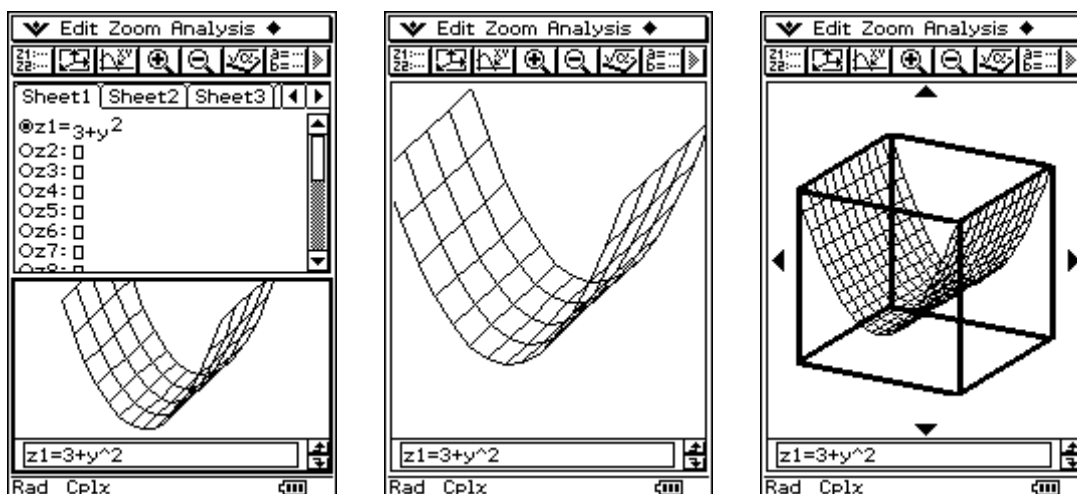 Edit Zoom Analysis
Sheet1 Sheet2 Sheet3
z1=3+y²
z2:
z3:
z4:
z5:
z6:
z7:
z1=3+y^2
Rad Cplx
Edit Zoom Analysis
z1=3+y^2
Rad Cplx
Edit Zoom Analysis
z1=3+y^2
Rad Cplx